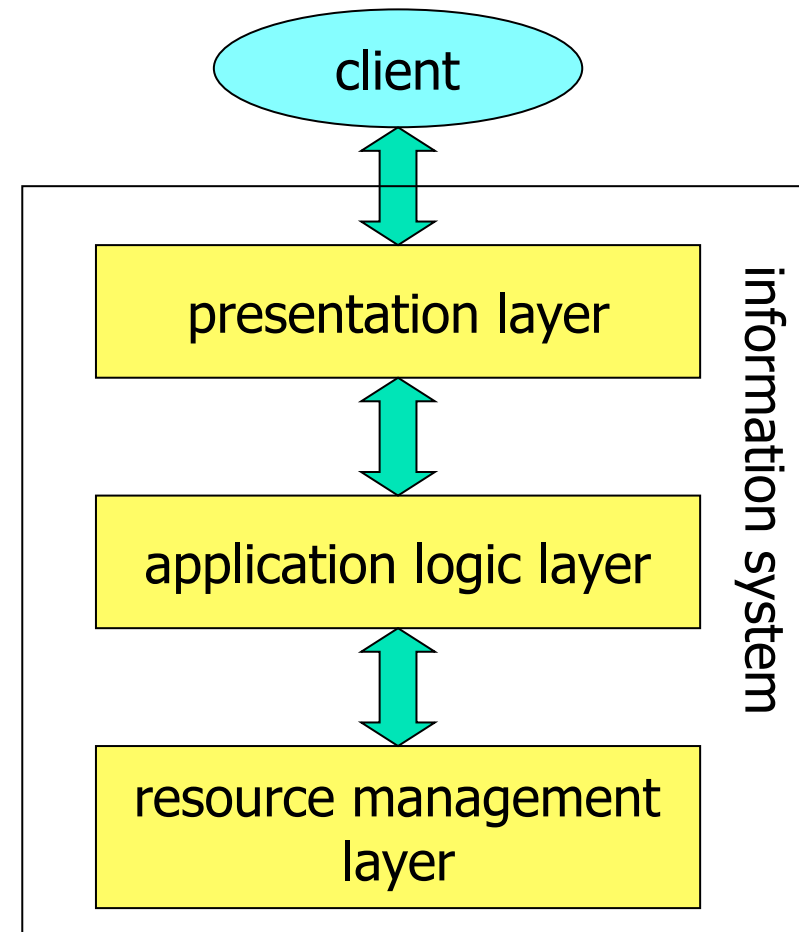 client
presentation layer
information system
application logic layer
resource management
layer